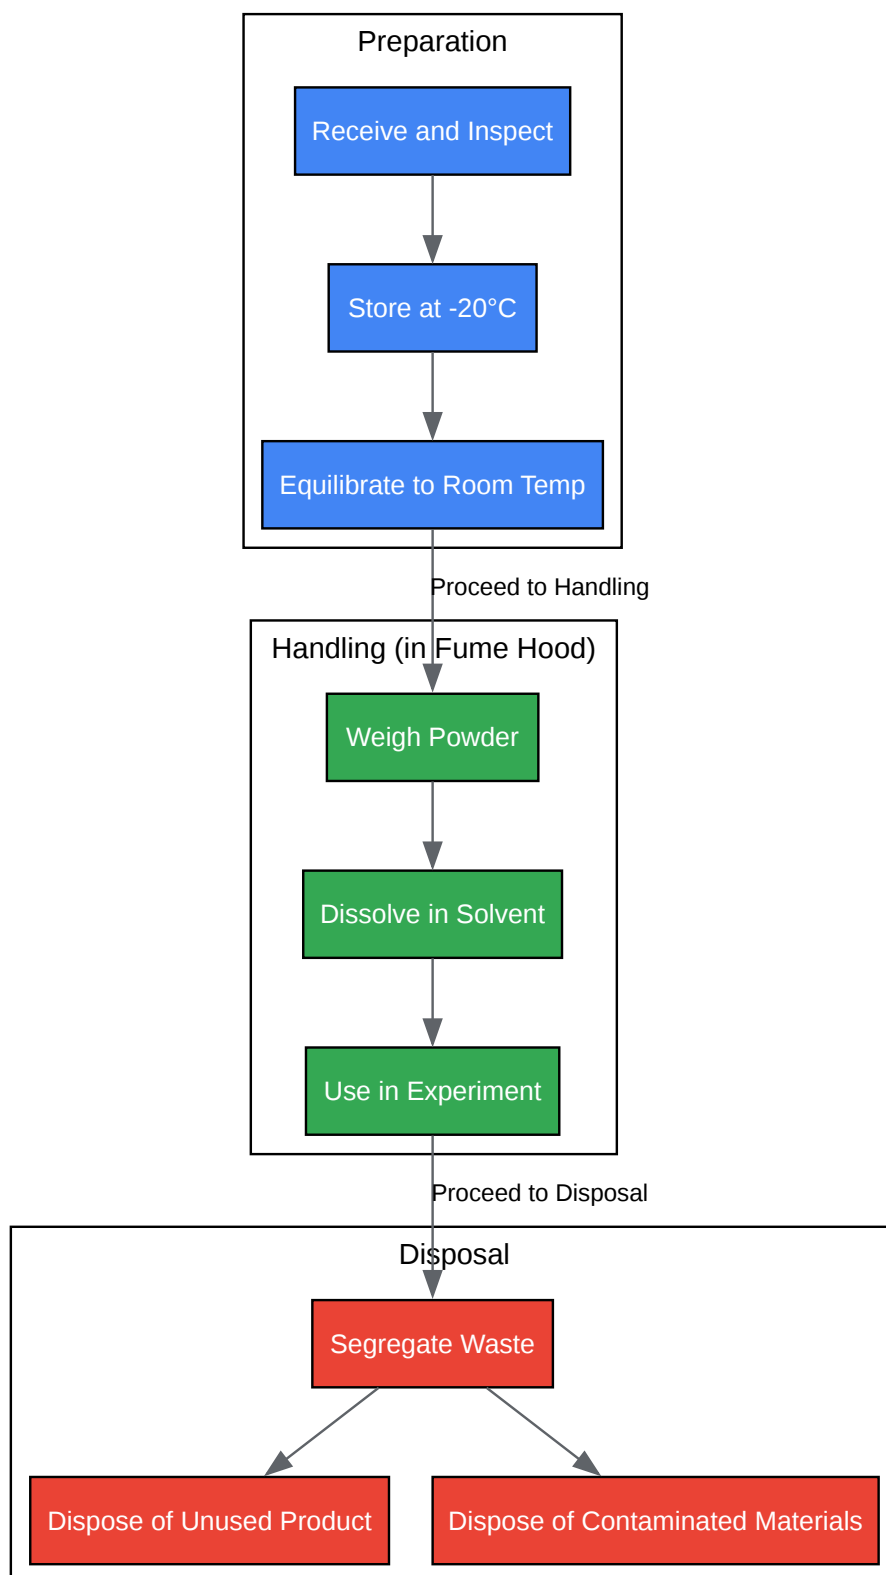 Preparation
Receive and Inspect
Store at -20°C
Equilibrate to Room Temp
Proceed to Handling
Handling (in Fume Hood)
Weigh Powder
Dissolve in Solvent
Use in Experiment
Proceed to Disposal
Disposal
Segregate Waste
Dispose of Unused Product
Dispose of Contaminated Materials